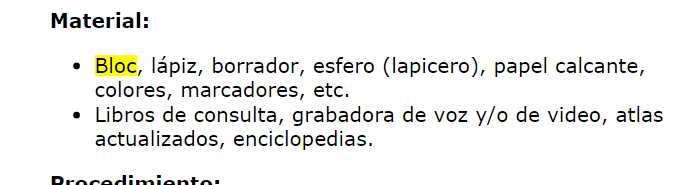 Material:
Bloc, lápiz, borrador, esfero (lapicero), papel calcante,
colores, marcadores, etc.
Libros de consulta, grabadora de voz y/o de video, atlas
actualizados, enciclopedias.
Procedimiento: